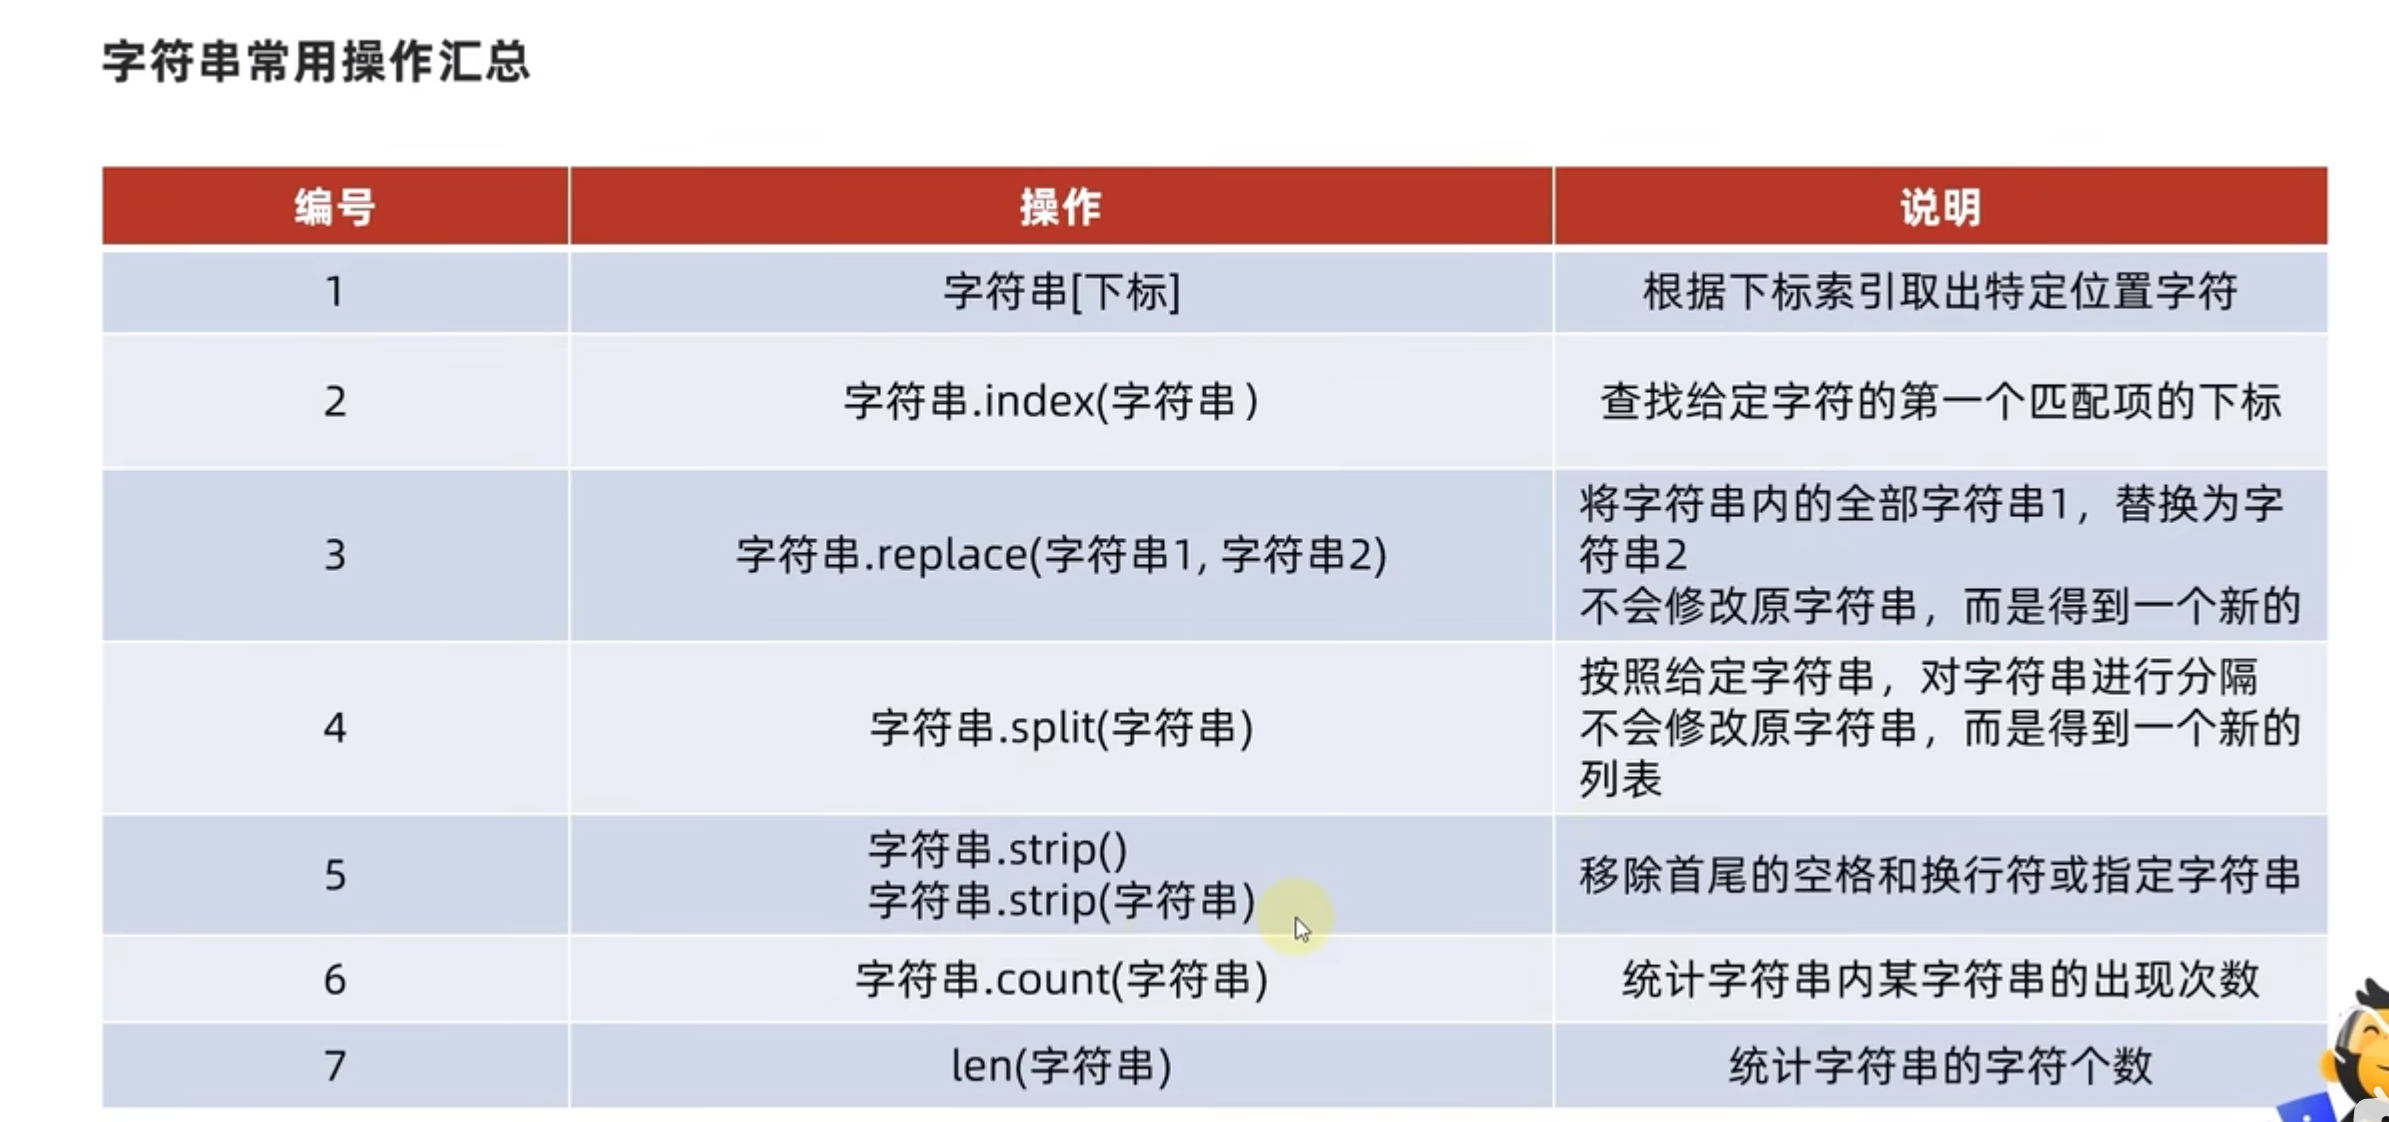 字符串常用操作汇总
编号 操作 说明
1 字符串[下标] 根据下标索引取出特定位置字符
2 字符串.index(字符串) 查找给定字符的第一个匹配项的下标
3 字符串.replace(字符串1, 字符串2) 将字符串内的全部字符串1，替换为字
符串2
不会修改原字符串，而是得到一个新的
4 字符串.split(字符串) 按照给定字符串，对字符串进行分隔
不会修改原字符串，而是得到一个新的
列表
5 字符串.strip()
字符串.strip(字符串) 移除首尾的空格和换行符或指定字符串
6 字符串.count(字符串) 统计字符串内某字符串的出现次数
7 len(字符串) 统计字符串的字符个数